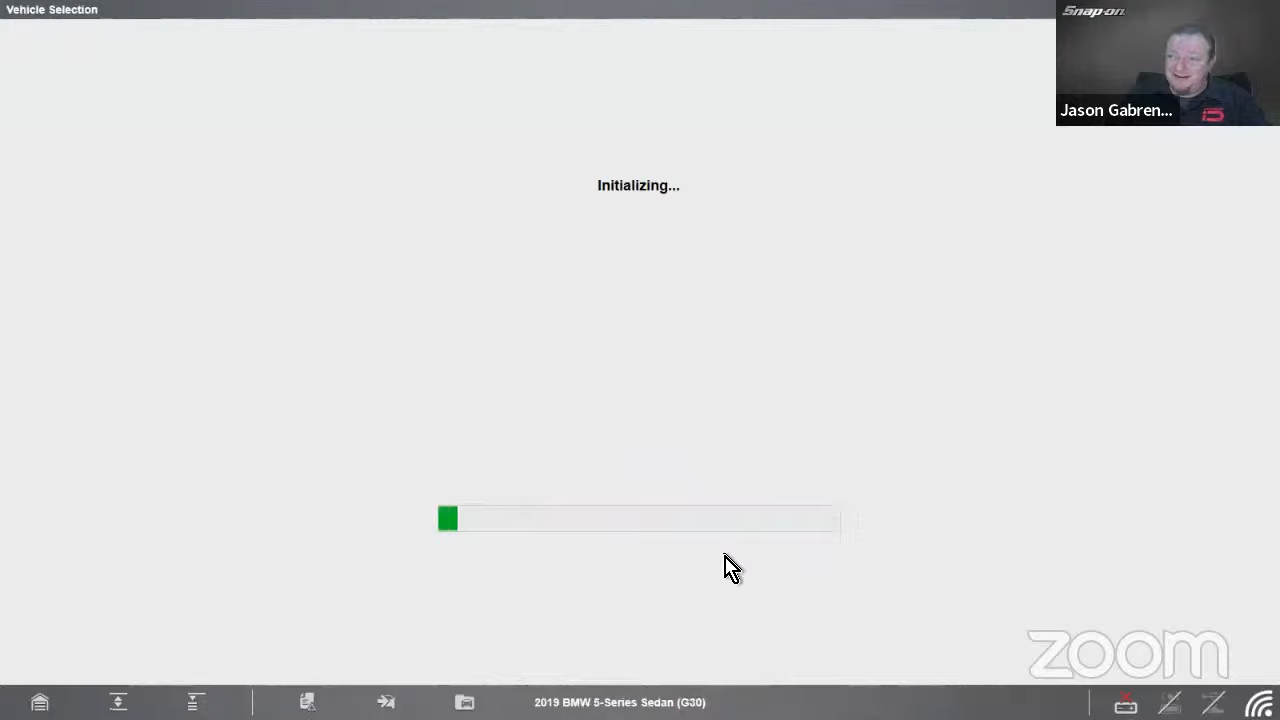 Vehicle Selection
Snap-on
Jason Gabren...
Initializing...
zoom
2019 BMW 5-Series Sedan (G30)